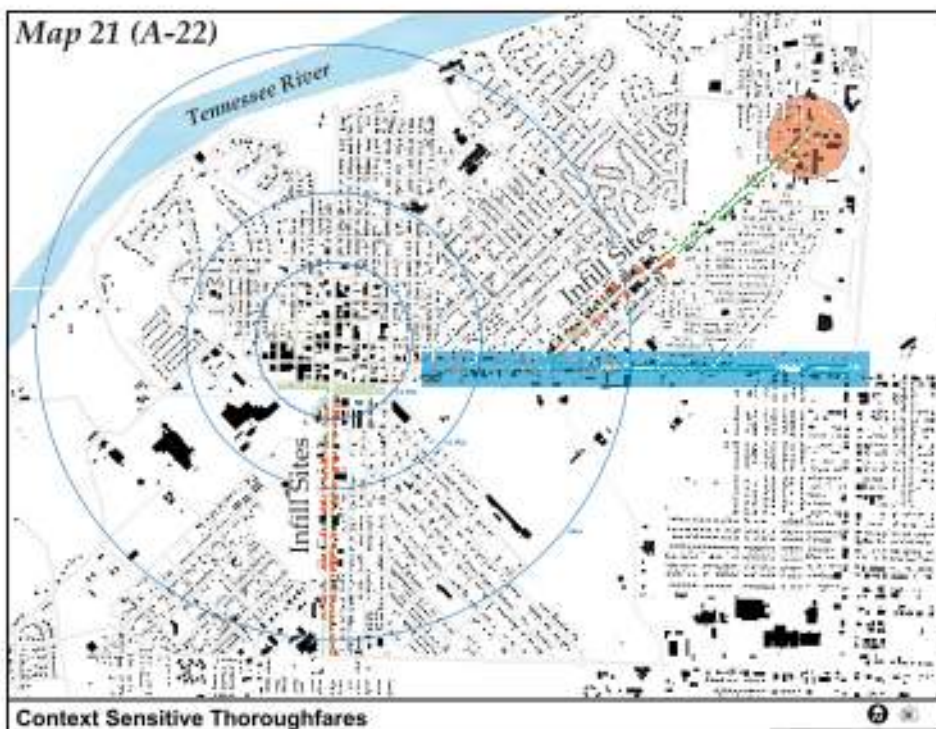 Map 21 (A-22)
Tennessee River
Infill Sites
Infill Sites
Context Sensitive Thoroughfares